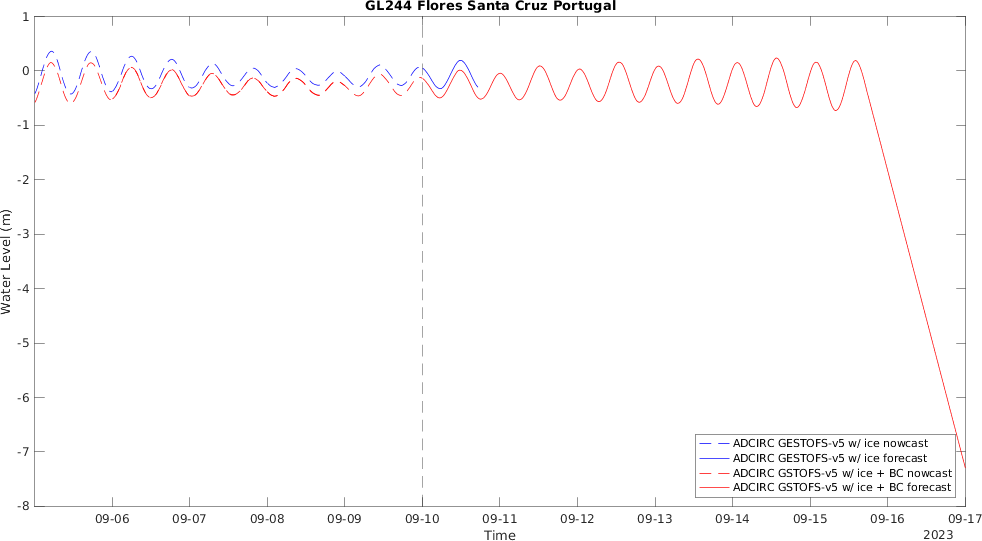 GL244 Flores Santa Cruz Portugal
Water Level (m)
1
0
-1
-2
-3
-4
-5
-6
-7
-8
ADCIRC GESTOFS-v5 w/ ice nowcast
ADCIRC GESTOFS-v5 w/ ice forecast
ADCIRC GSTOFS-v5 w/ ice + BC nowcast
ADCIRC GSTOFS-v5 w/ ice + BC forecast
09-06 09-07 09-08 09-09 09-10 09-11 09-12 09-13 09-14 09-15 09-16 09-17
Time
2023